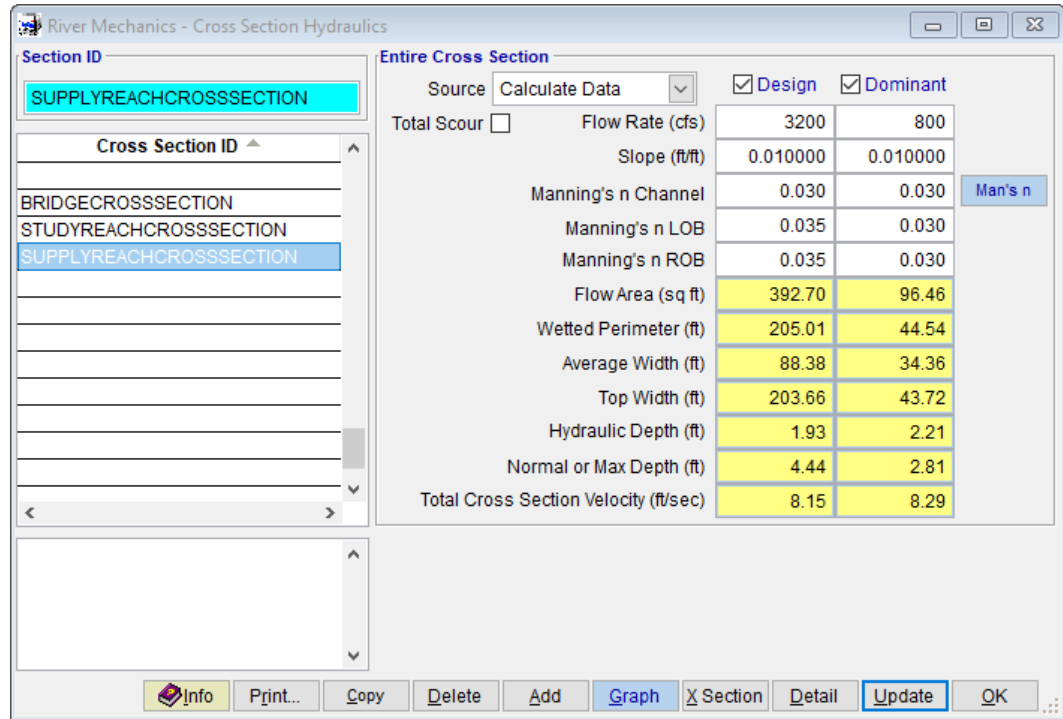 River Mechanics - Cross Section Hydraulics
Section ID
SUPPLYREACHCROSSSECTION
Cross Section ID
BRIDGECROSSSECTION
STUDYREACHCROSSSECTION
SUPPLYREACHCROSSSECTION
Entire Cross Section
Source Calculate Data Design Dominant
Total Scour Flow Rate (cfs) 3200 800
Slope (ft/ft) 0.010000 0.010000
Manning's n Channel 0.030 0.030 Man's n
Manning's n LOB 0.035 0.030
Manning's n ROB 0.035 0.030
Flow Area (sq ft) 392.70 96.46
Wetted Perimeter (ft) 205.01 44.54
Average Width (ft) 88.38 34.36
Top Width (ft) 203.66 43.72
Hydraulic Depth (ft) 1.93 2.21
Normal or Max Depth (ft) 4.44 2.81
Total Cross Section Velocity (ft/sec) 8.15 8.29
Info Print... Copy Delete Add Graph X Section Detail Update OK